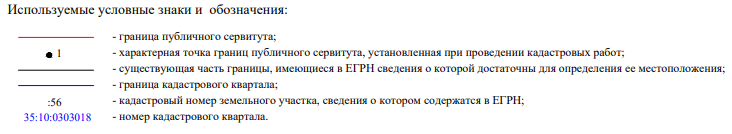 Используемые условные знаки и обозначения:
- граница публичного сервитута;
1 - характерная точка границ публичного сервитута, установленная при проведении кадастровых работ;
- существующая часть границы, имеющиеся в ЕГРН сведения о которой достаточны для определения ее местоположения;
- граница кадастрового квартала;
:56 - кадастровый номер земельного участка, сведения о котором содержатся в ЕГРН;
35:10:0303018 - номер кадастрового квартала.